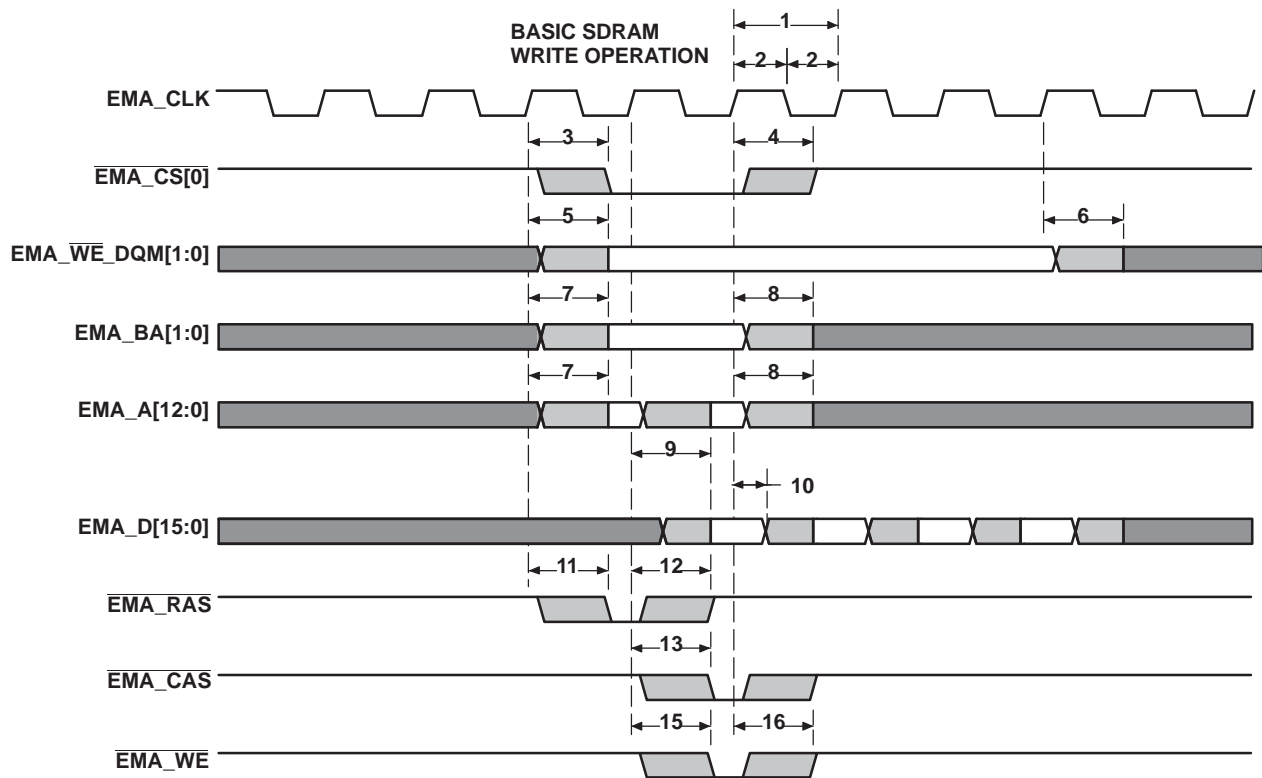 1
BASIC SDRAM
WRITE OPERATION
2 2
EMA_CLK
3 4
EMA_CS[0]
5 6
EMA_WE_DQM[1:0]
7 8
EMA_BA[1:0]
7 8
EMA_A[12:0]
9
10
EMA_D[15:0]
11 12
EMA_RAS
13
EMA_CAS
15 16
EMA_WE